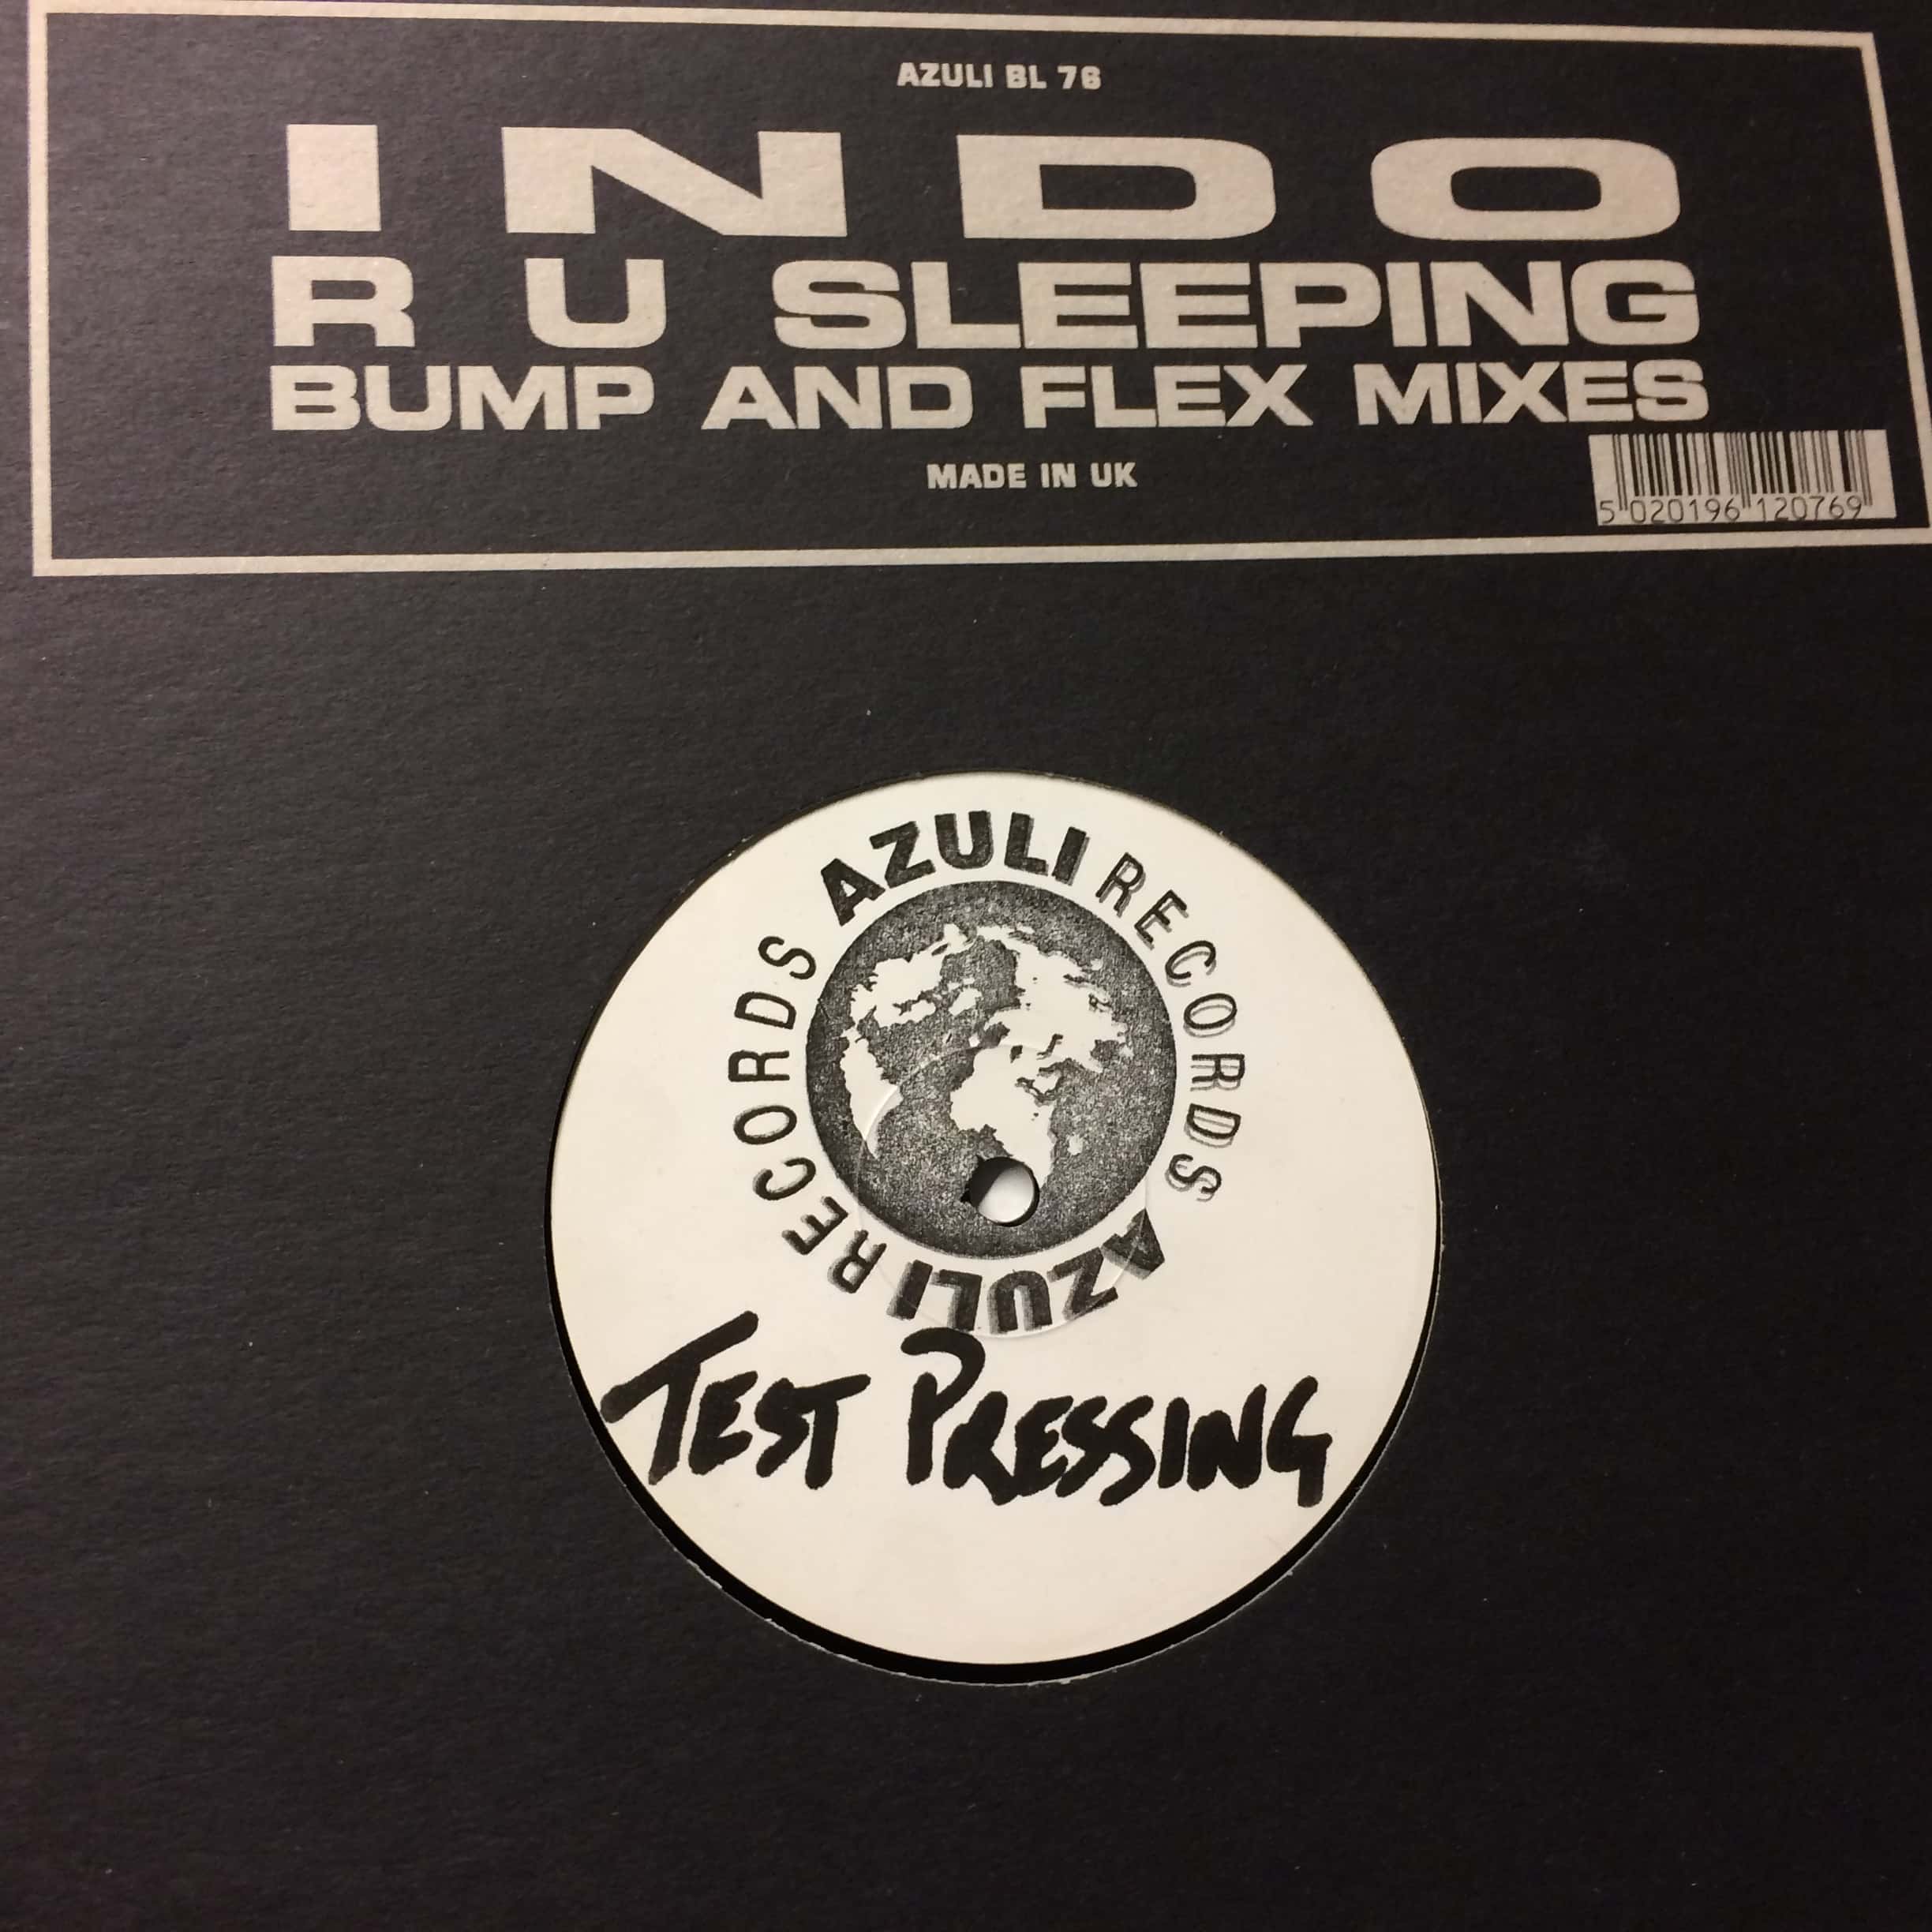 AZULI BL 76
INDO
R U SLEEPING
BUMP AND FLEX MIXES
MADE IN UK
5 020196 120769
AZULI RECORDS AZULI RECORDS
TEST PRESSING